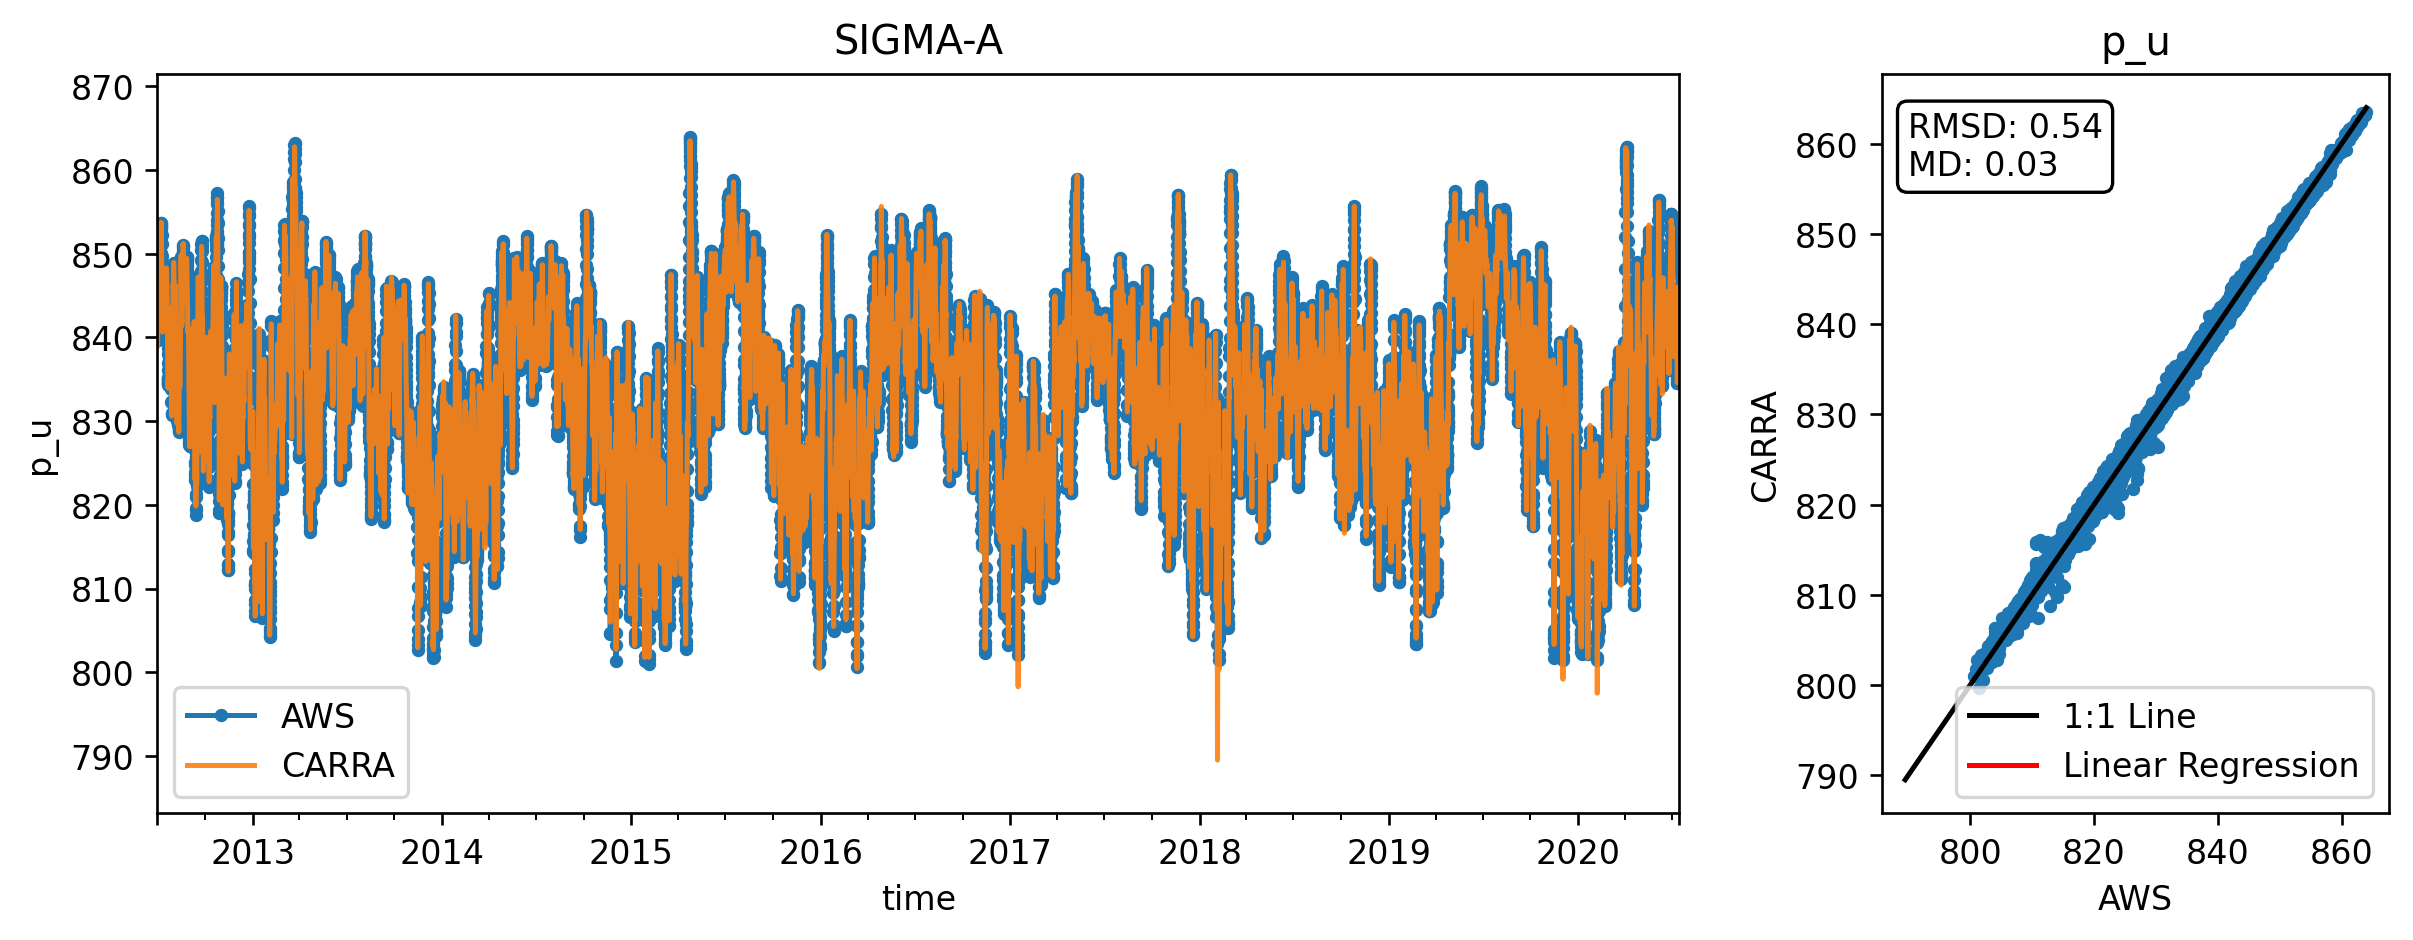 SIGMA-A
870
860
850
840
830
820
810
800
790
p_u
2013 2014 2015 2016 2017 2018 2019 2020
time
AWS
CARRA
p_u
RMSD: 0.54
MD: 0.03
860
850
840
830
820
810
800
790
CARRA
1:1 Line
Linear Regression
800 820 840 860
AWS